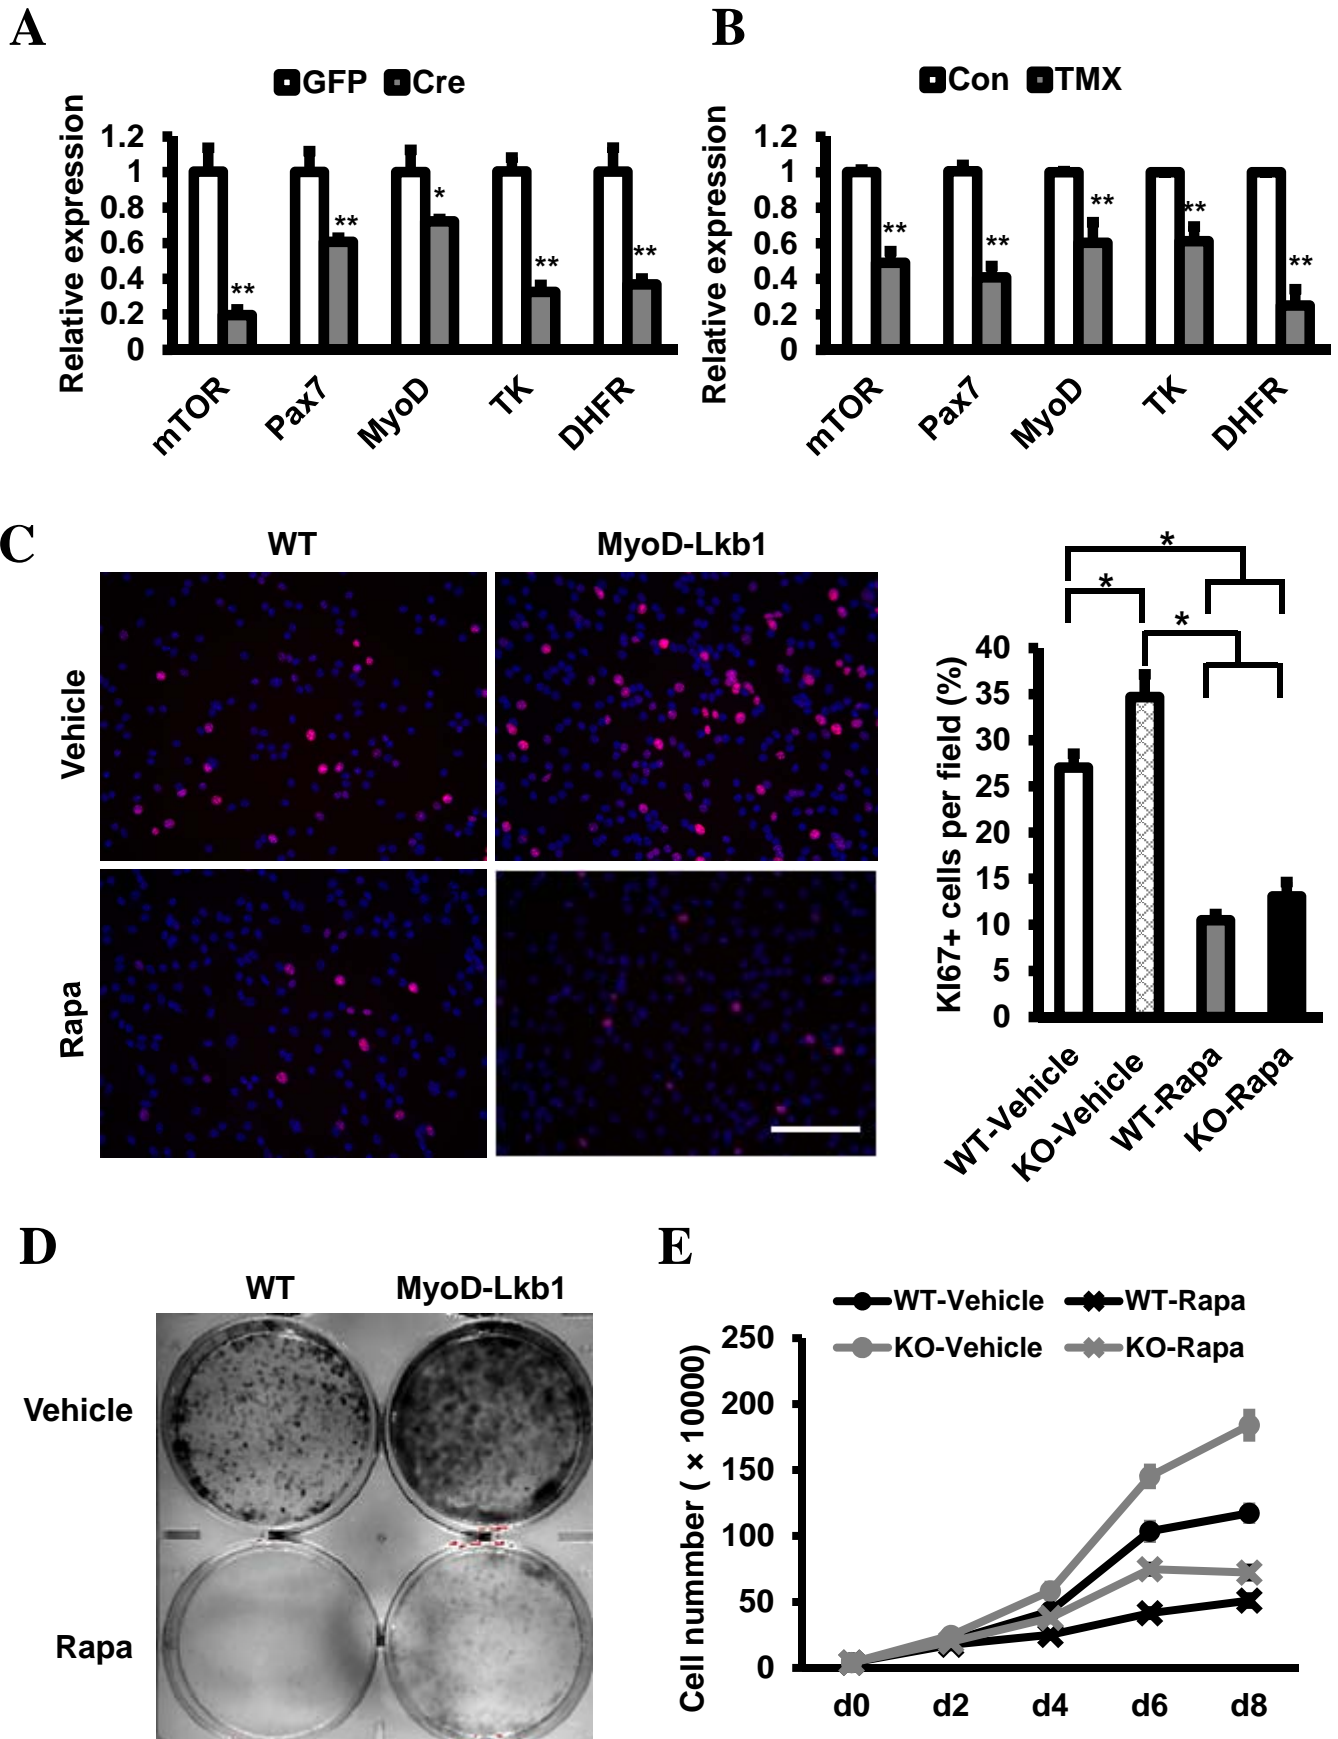 A
GFP Cre
Relative expression
1.2
1
0.8
0.6
0.4
0.2
0
** ** * ** **
mTOR Pax7 MyoD TK DHFR
B
Con TMX
Relative expression
1.2
1
0.8
0.6
0.4
0.2
0
** ** ** ** **
mTOR Pax7 MyoD TK DHFR
C
WT MyoD-Lkb1
Vehicle
Rapa
*
*
*
KI67+ cells per field (%)
40
35
30
25
20
15
10
5
0
WT-Vehicle KO-Vehicle WT-Rapa KO-Rapa
D
WT MyoD-Lkb1
Vehicle
Rapa
E
WT-Vehicle WT-Rapa
KO-Vehicle KO-Rapa
Cell nummber ( × 10000)
250
200
150
100
50
0
d0 d2 d4 d6 d8